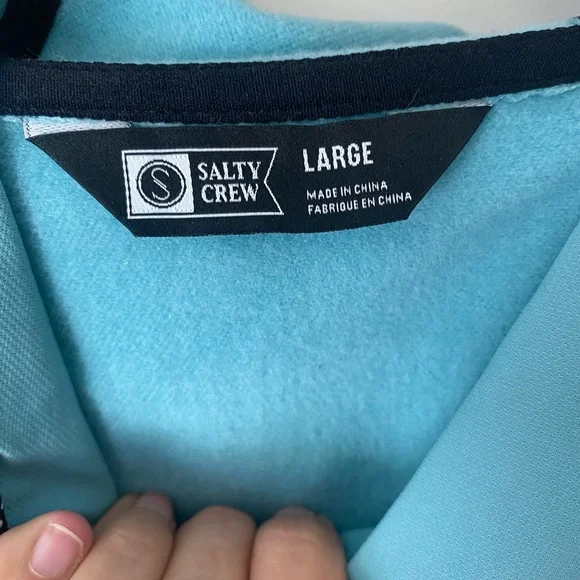 S
SALTY
CREW
LARGE
MADE IN CHINA
FABRIQUE EN CHINA